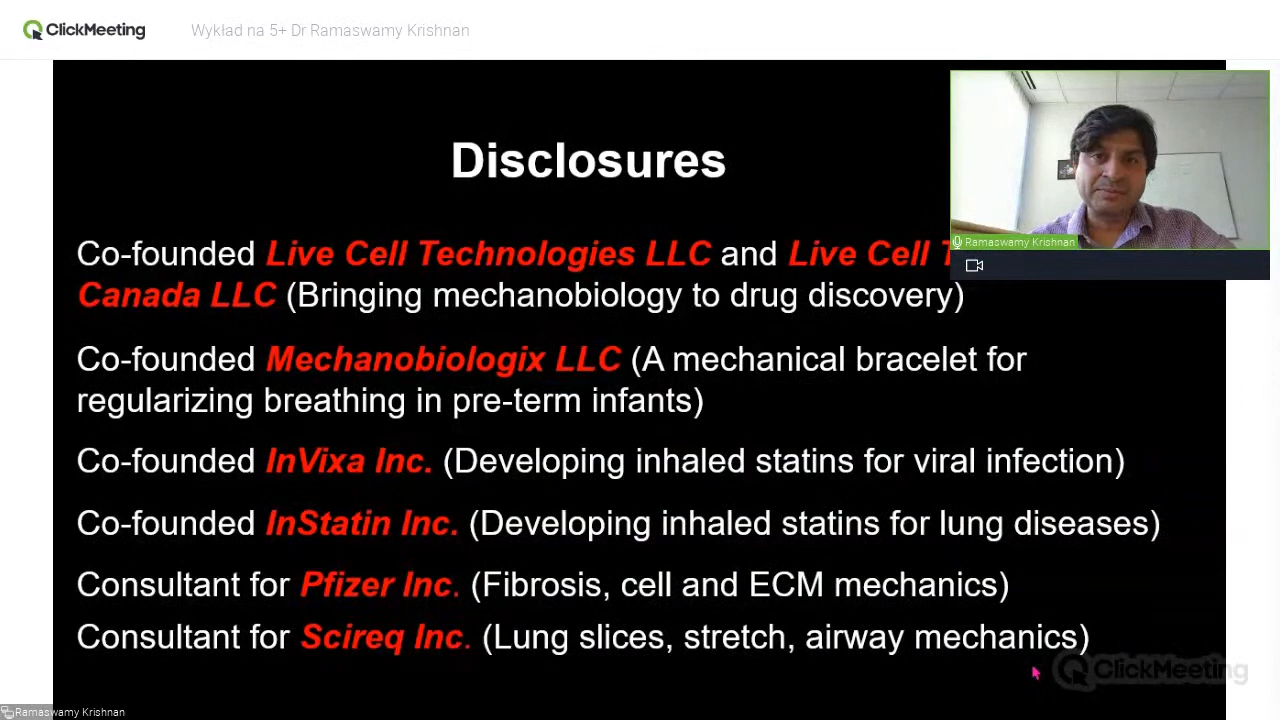 ClickMeeting
Wykład na 5+ Dr Ramaswamy Krishnan
Disclosures
Co-founded Live Cell Technologies LLC and Live Cell
Canada LLC (Bringing mechanobiology to drug discovery)
Co-founded Mechanobiologix LLC (A mechanical bracelet for
regularizing breathing in pre-term infants)
Co-founded InVixa Inc. (Developing inhaled statins for viral infection)
Co-founded InStatin Inc. (Developing inhaled statins for lung diseases)
Consultant for Pfizer Inc. (Fibrosis, cell and ECM mechanics)
Consultant for Scireq Inc. (Lung slices, stretch, airway mechanics)
Ramaswamy Krishnan
ClickMeeting
Ramaswamy Krishnan